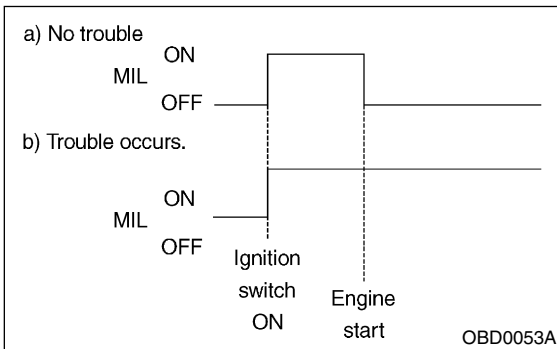 a) No trouble
ON
MIL
OFF
b) Trouble occurs.
ON
MIL
OFF
Ignition
switch
ON
Engine
start
OBD0053A